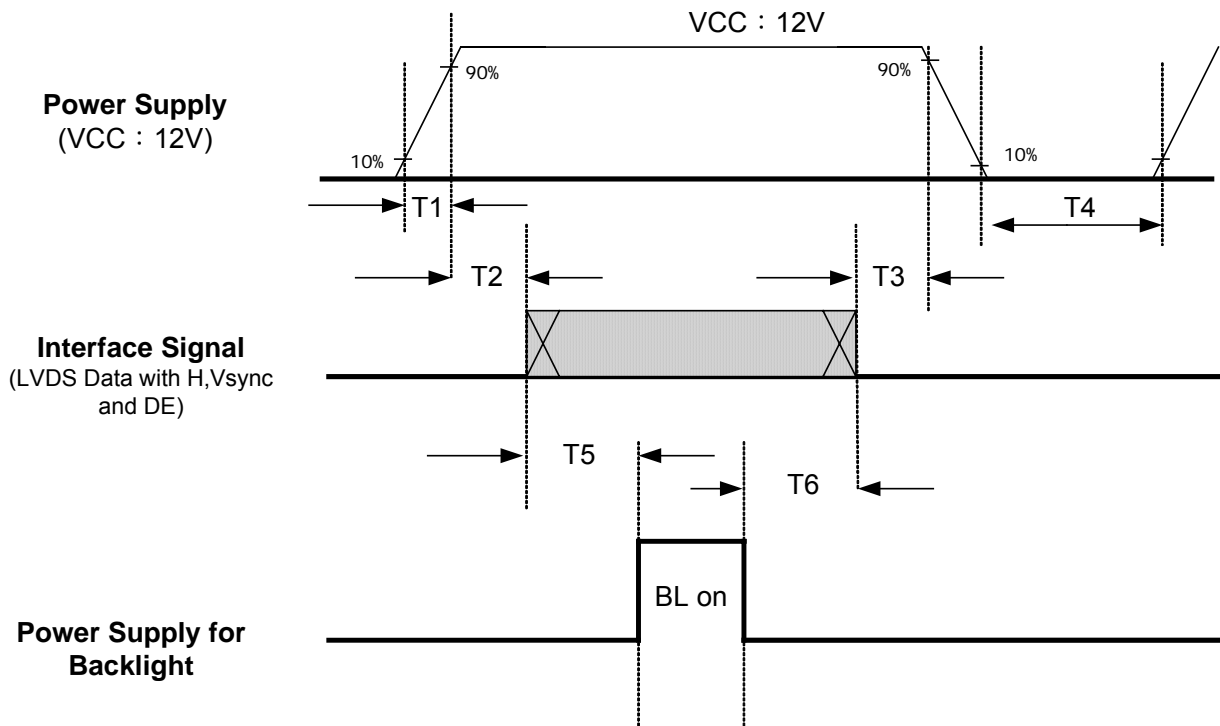 VCC：12V
90%
90%
Power Supply
(VCC：12V)
10%
10%
T1
T4
T2
T3
Interface Signal
(LVDS Data with H,Vsync
and DE)
T5
T6
BL on
Power Supply for
Backlight